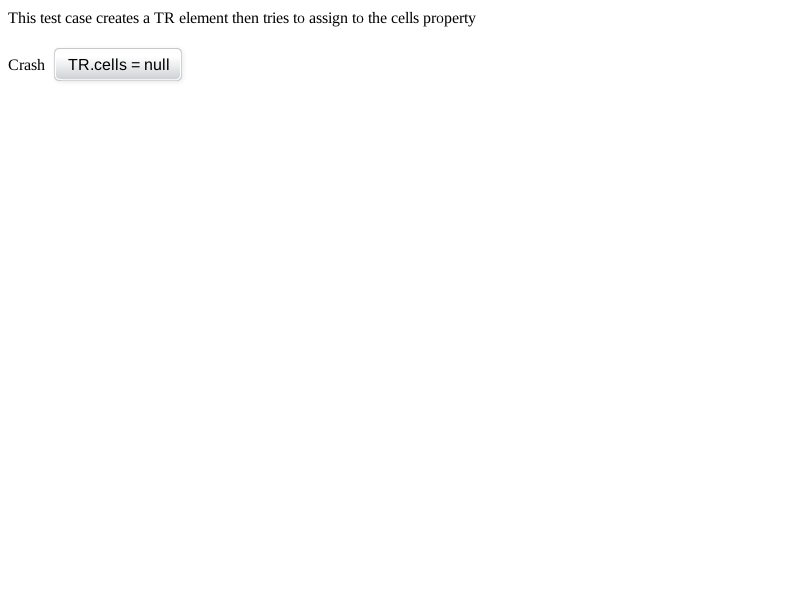 This test case creates a TR element then tries to assign to the cells property
Crash TR.cells = null